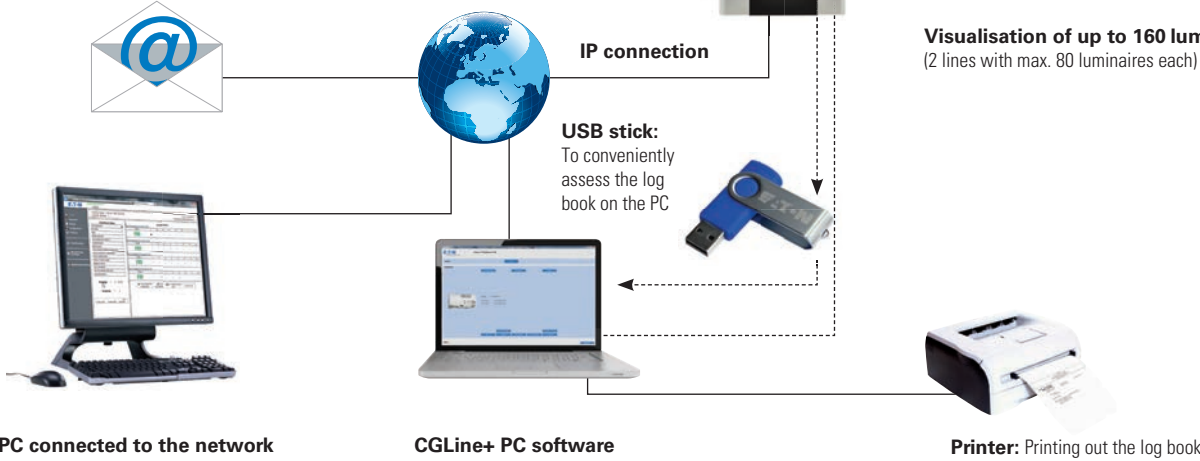 IP connection
Visualisation of up to 160 lum
(2 lines with max. 80 luminaires each)
USB stick:
To conveniently
assess the log
book on the PC
PC connected to the network
CGLine+ PC software
Printer: Printing out the log book